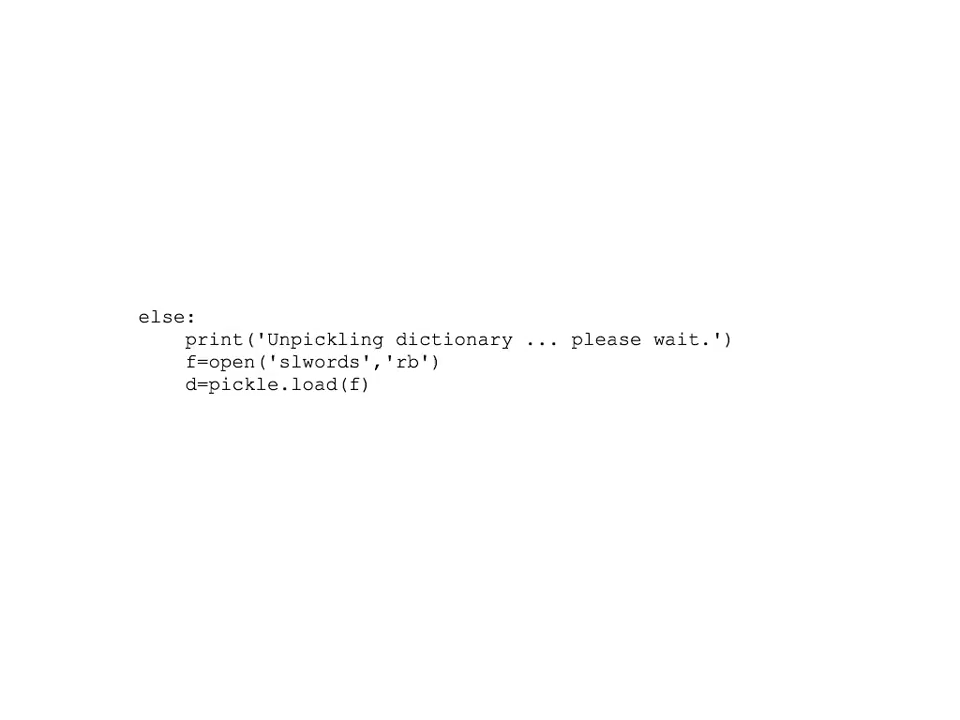 else:
    print('Unpickling dictionary ... please wait.')
    f=open('slwords','rb')
    d=pickle.load(f)